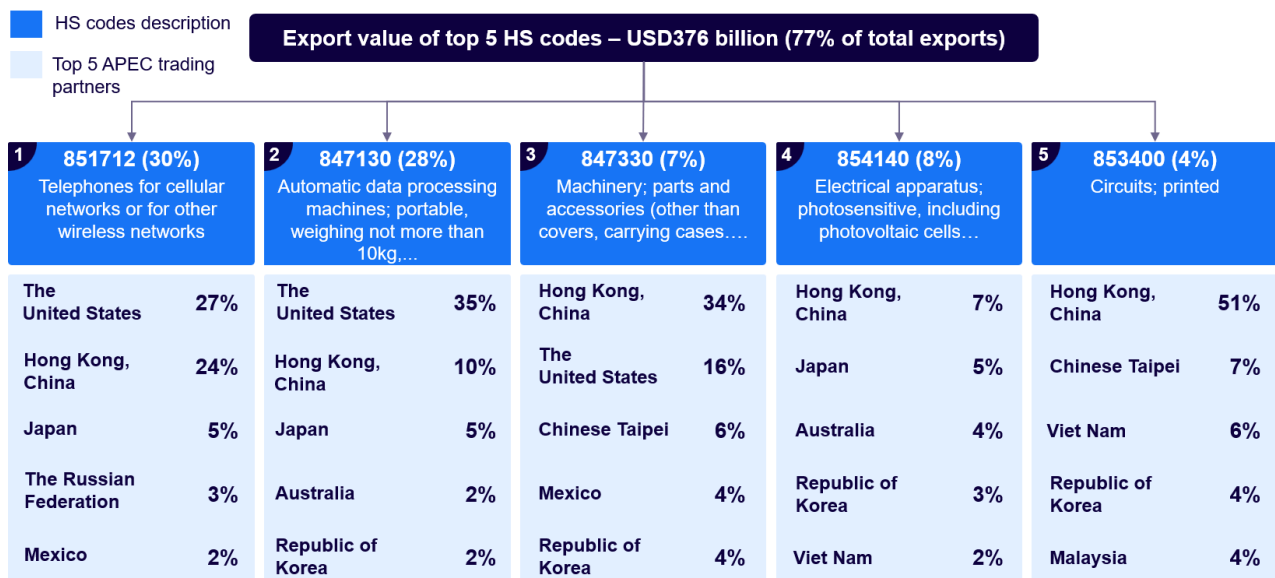 HS codes description
Top 5 APEC trading
partners
Export value of top 5 HS codes – USD376 billion (77% of total exports)
1
851712 (30%)
Telephones for cellular
networks or for other
wireless networks
The
United States
27%
Hong Kong,
China
24%
Japan
5%
The Russian
Federation
3%
Mexico
2%
2
847130 (28%)
Automatic data processing
machines; portable,
weighing not more than
10kg,...
The
United States
35%
Hong Kong,
China
10%
Japan
5%
Australia
2%
Republic of
Korea
2%
3
847330 (7%)
Machinery; parts and
accessories (other than
covers, carrying cases….
Hong Kong,
China
34%
The
United States
16%
Chinese Taipei
6%
Mexico
4%
Republic of
Korea
4%
4
854140 (8%)
Electrical apparatus;
photosensitive, including
photovoltaic cells…
Hong Kong,
China
7%
Japan
5%
Australia
4%
Republic of
Korea
3%
Viet Nam
2%
5
853400 (4%)
Circuits; printed
Hong Kong,
China
51%
Chinese Taipei
7%
Viet Nam
6%
Republic of
Korea
4%
Malaysia
4%